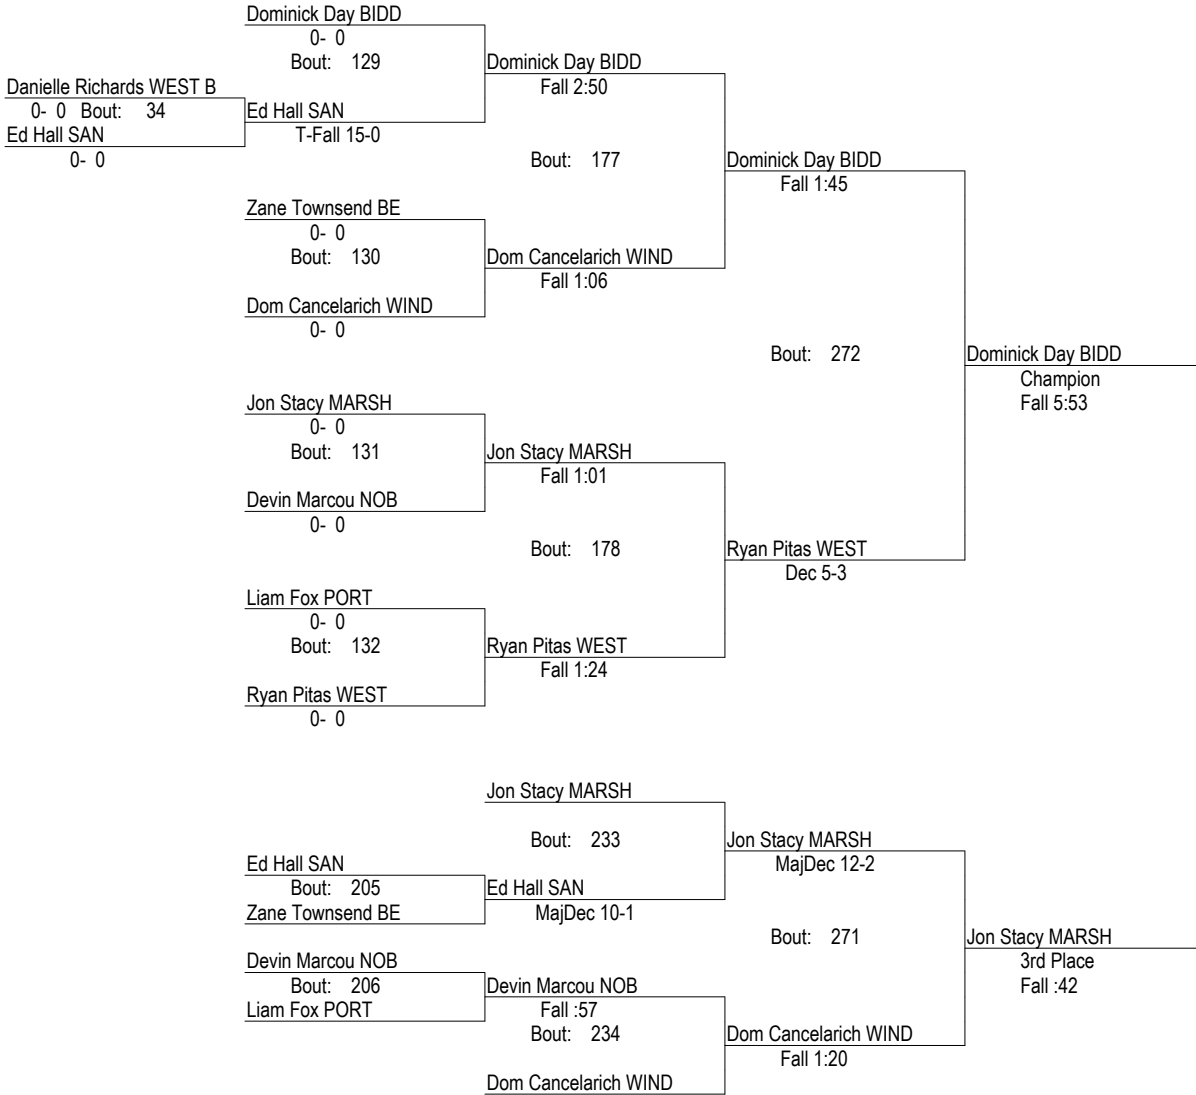 Dominick Day BIDD
0- 0
Bout: 129
Dominick Day BIDD
Fall 2:50
Danielle Richards WEST B
0- 0 Bout: 34
Ed Hall SAN
0- 0
Ed Hall SAN
T-Fall 15-0
Bout: 177
Dominick Day BIDD
Fall 1:45
Zane Townsend BE
0- 0
Bout: 130
Dom Cancelarich WIND
Fall 1:06
Dom Cancelarich WIND
0- 0
Bout: 272
Dominick Day BIDD
Champion
Fall 5:53
Jon Stacy MARSH
0- 0
Bout: 131
Jon Stacy MARSH
Fall 1:01
Devin Marcou NOB
0- 0
Bout: 178
Ryan Pitas WEST
Dec 5-3
Liam Fox PORT
0- 0
Bout: 132
Ryan Pitas WEST
Fall 1:24
Ryan Pitas WEST
0- 0
Jon Stacy MARSH
Bout: 233
Jon Stacy MARSH
MajDec 12-2
Ed Hall SAN
Bout: 205
Zane Townsend BE
Ed Hall SAN
MajDec 10-1
Bout: 271
Jon Stacy MARSH
3rd Place
Fall :42
Devin Marcou NOB
Bout: 206
Liam Fox PORT
Devin Marcou NOB
Fall :57
Bout: 234
Dom Cancelarich WIND
Fall 1:20
Dom Cancelarich WIND